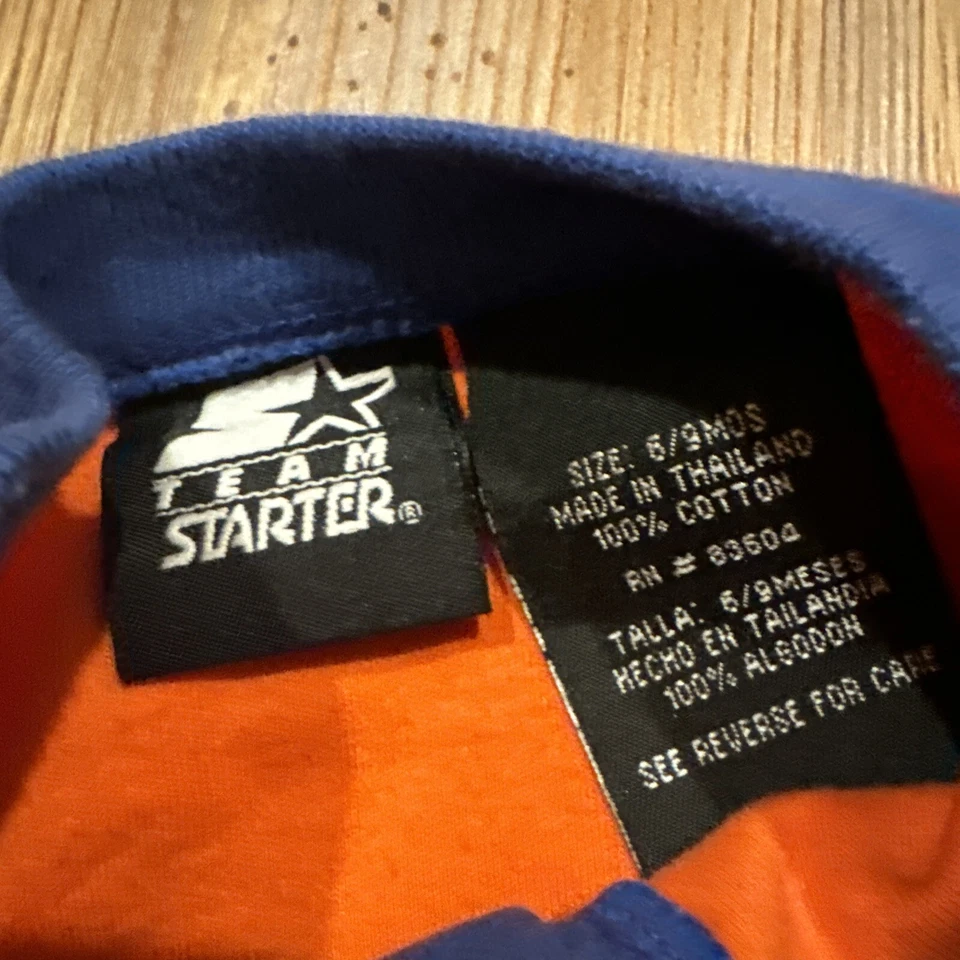 TEAM
STARTER®
SIZE: 6/9MOS
MADE IN THAILAND
100% COTTON
RN # 83604
TALLA: 6/9MESES
HECHO EN TAILANDIA
100% ALGODON
SEE REVERSE FOR CARE